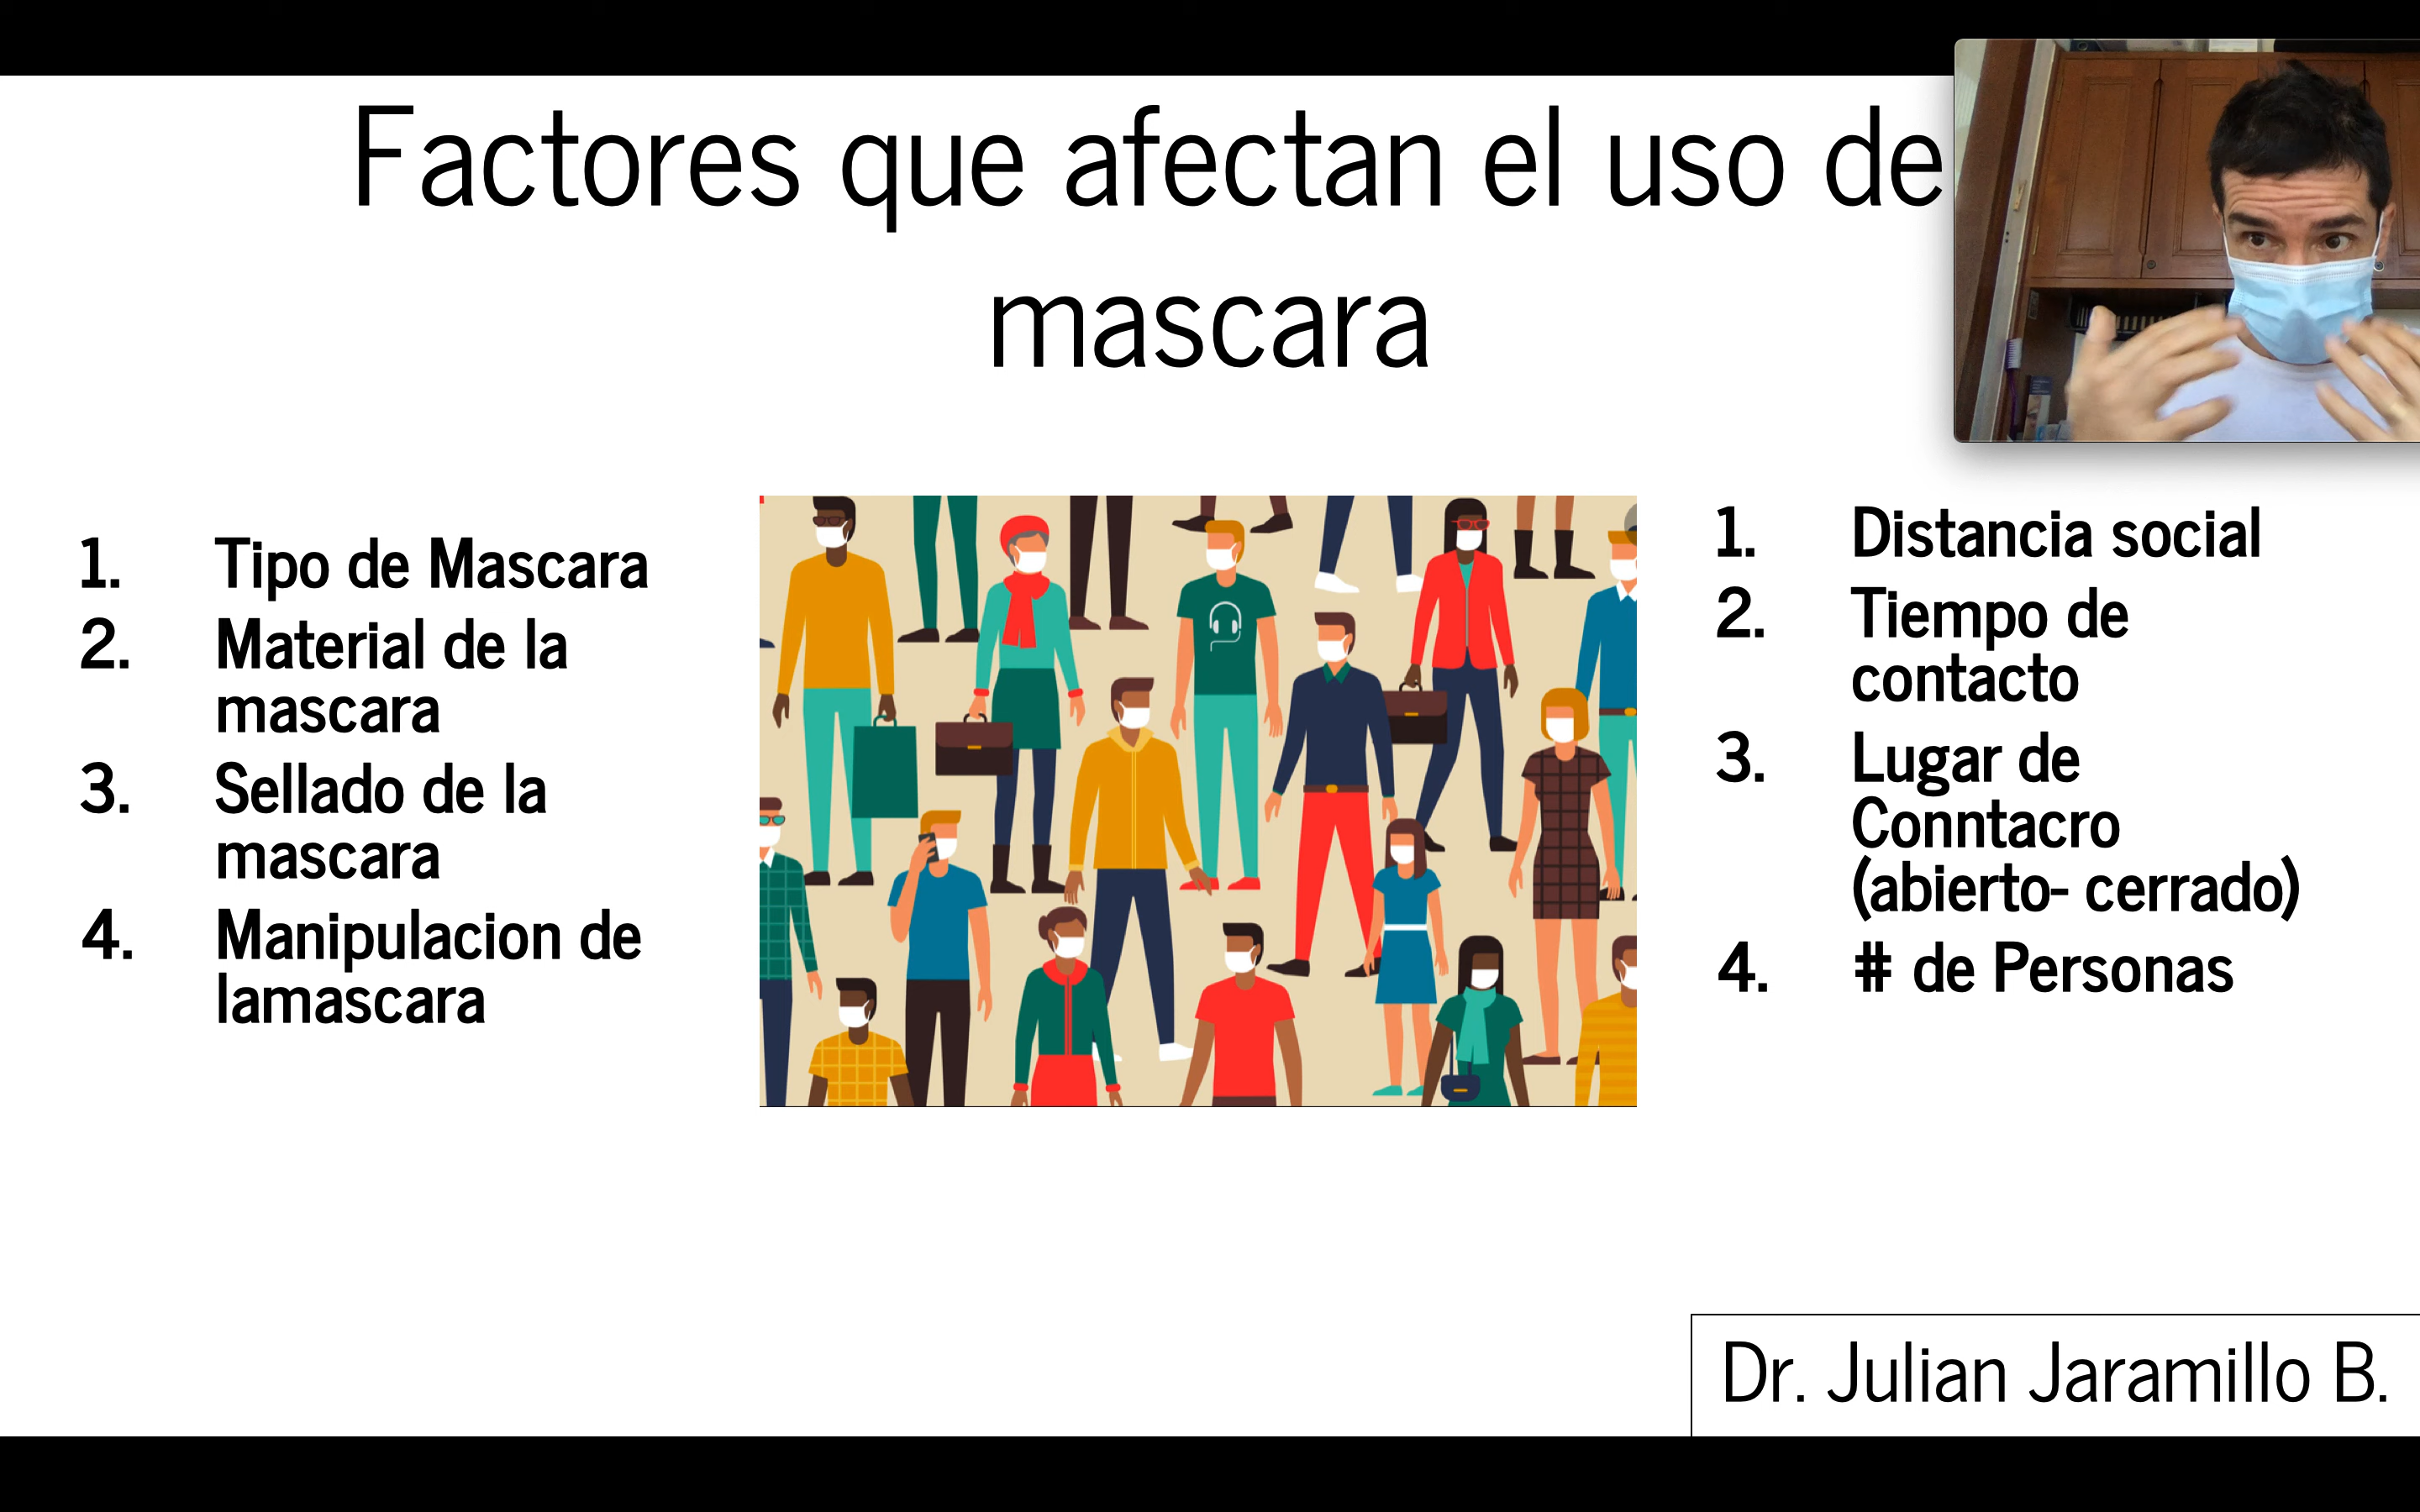 Factores que afectan el uso de
mascara
1. Tipo de Mascara
2. Material de la
mascara
3. Sellado de la
mascara
4. Manipulacion de
lamascara
1. Distancia social
2. Tiempo de
contacto
3. Lugar de
Conntacro
(abierto- cerrado)
4. # de Personas
Dr. Julian Jaramillo B.